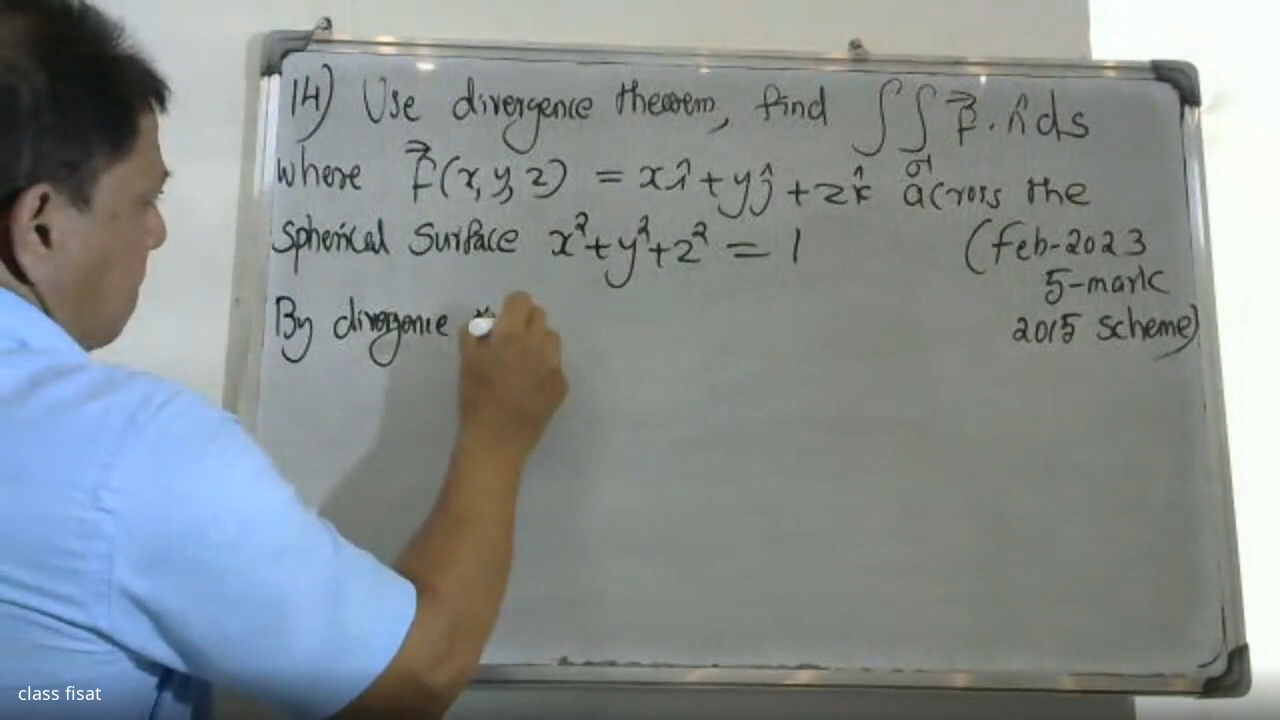 14) Use divergence theorem, find ∫∫σ F⃗ . n̂ ds
where F⃗(x, y, z) = xî + yĵ + zk̂ across the
spherical surface x² + y² + z² = 1
(Feb-2023
5-mark
2015 scheme)
By divergence
class fisat